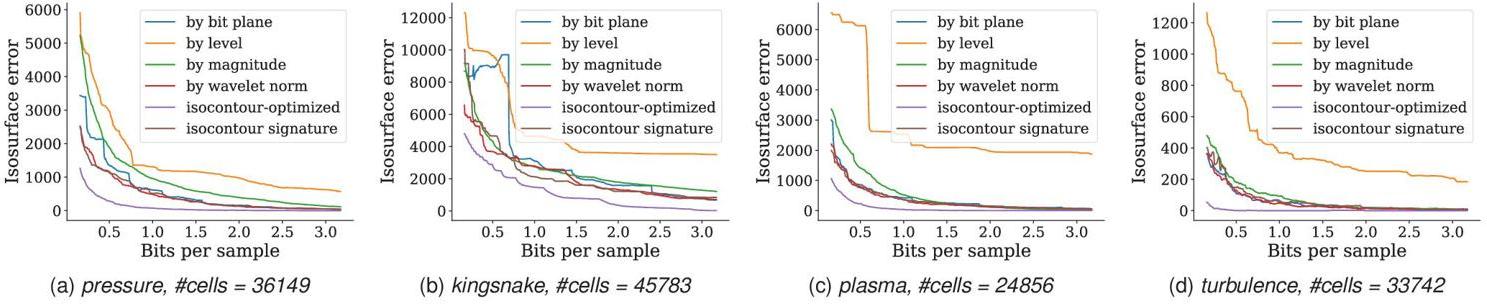 Isosurface error
6000
5000
4000
3000
2000
1000
0
by bit plane
by level
by magnitude
by wavelet norm
isocontour-optimized
isocontour signature
0.5 1.0 1.5 2.0 2.5 3.0
Bits per sample
(a) pressure, #cells = 36149
Isosurface error
12000
10000
8000
6000
4000
2000
0
by bit plane
by level
by magnitude
by wavelet norm
isocontour-optimized
isocontour signature
0.5 1.0 1.5 2.0 2.5 3.0
Bits per sample
(b) kingsnake, #cells = 45783
Isosurface error
6000
5000
4000
3000
2000
1000
0
by bit plane
by level
by magnitude
by wavelet norm
isocontour-optimized
isocontour signature
0.5 1.0 1.5 2.0 2.5 3.0
Bits per sample
(c) plasma, #cells = 24856
Isosurface error
1200
1000
800
600
400
200
0
by bit plane
by level
by magnitude
by wavelet norm
isocontour-optimized
isocontour signature
0.5 1.0 1.5 2.0 2.5 3.0
Bits per sample
(d) turbulence, #cells = 33742